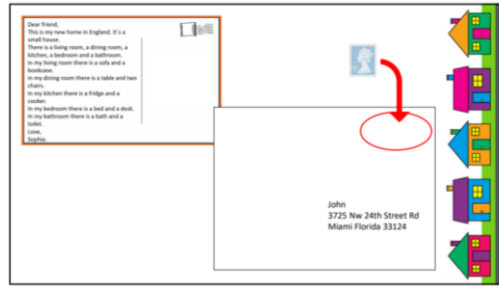 Dear friend,
This is my new home in England. It´s a
small house.
There is a living room, a dining room, a
kitchen, a bedroom and a bathroom.
In my living room there is a sofa and a
bookcase.
In my dining room there is a table and two
chairs.
In my kitchen there is a fridge and a
cooker.
In my bedroom there is a bed and a desk.
In my bathroom there is a bath and a
toilet.
Love,
Sophie.
John
3725 Nw 24th Street Rd
Miami Florida 33124